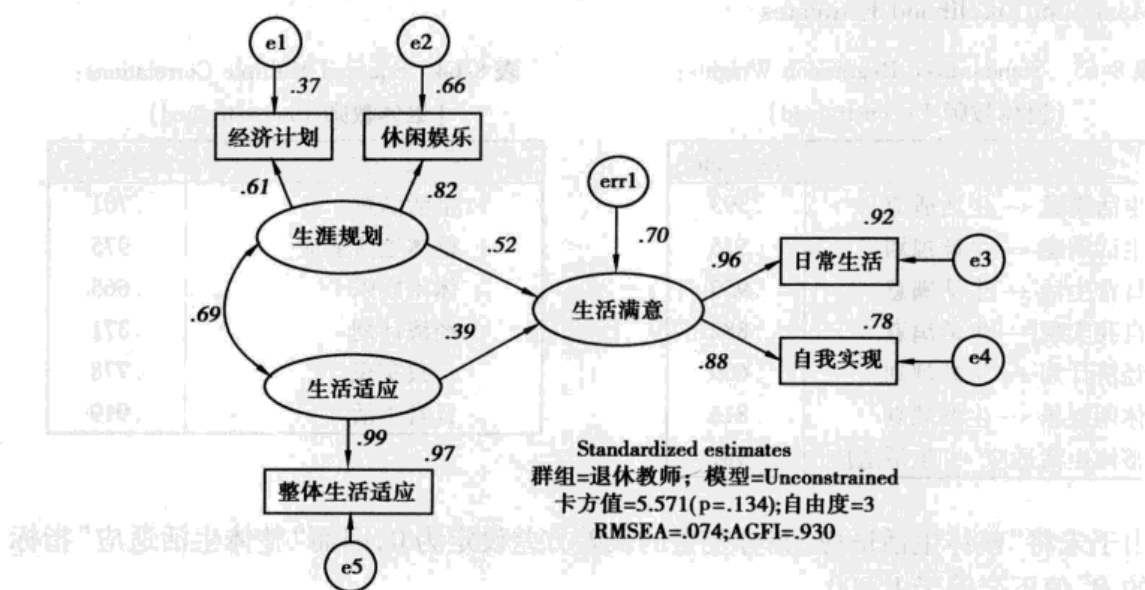 e1
e2
.37
.66
经济计划
休闲娱乐
.61
.82
err1
生涯规划
.52
.70
.92
.96
日常生活
e3
.69
生活满意
.39
.78
生活适应
.88
自我实现
e4
.99
.97
整体生活适应
e5
Standardized estimates
群组=退休教师；模型=Unconstrained
卡方值=5.571(p=.134);自由度=3
RMSEA=.074;AGFI=.930